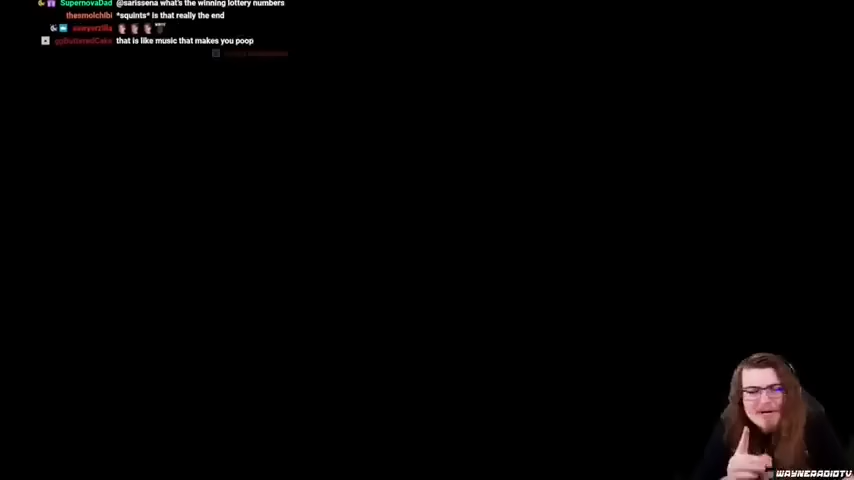 SupernovaDad @sarissena what's the winning lottery numbers
thesmolchibi *squints* is that really the end
that is like music that makes you poop
WAYNERADIOTV